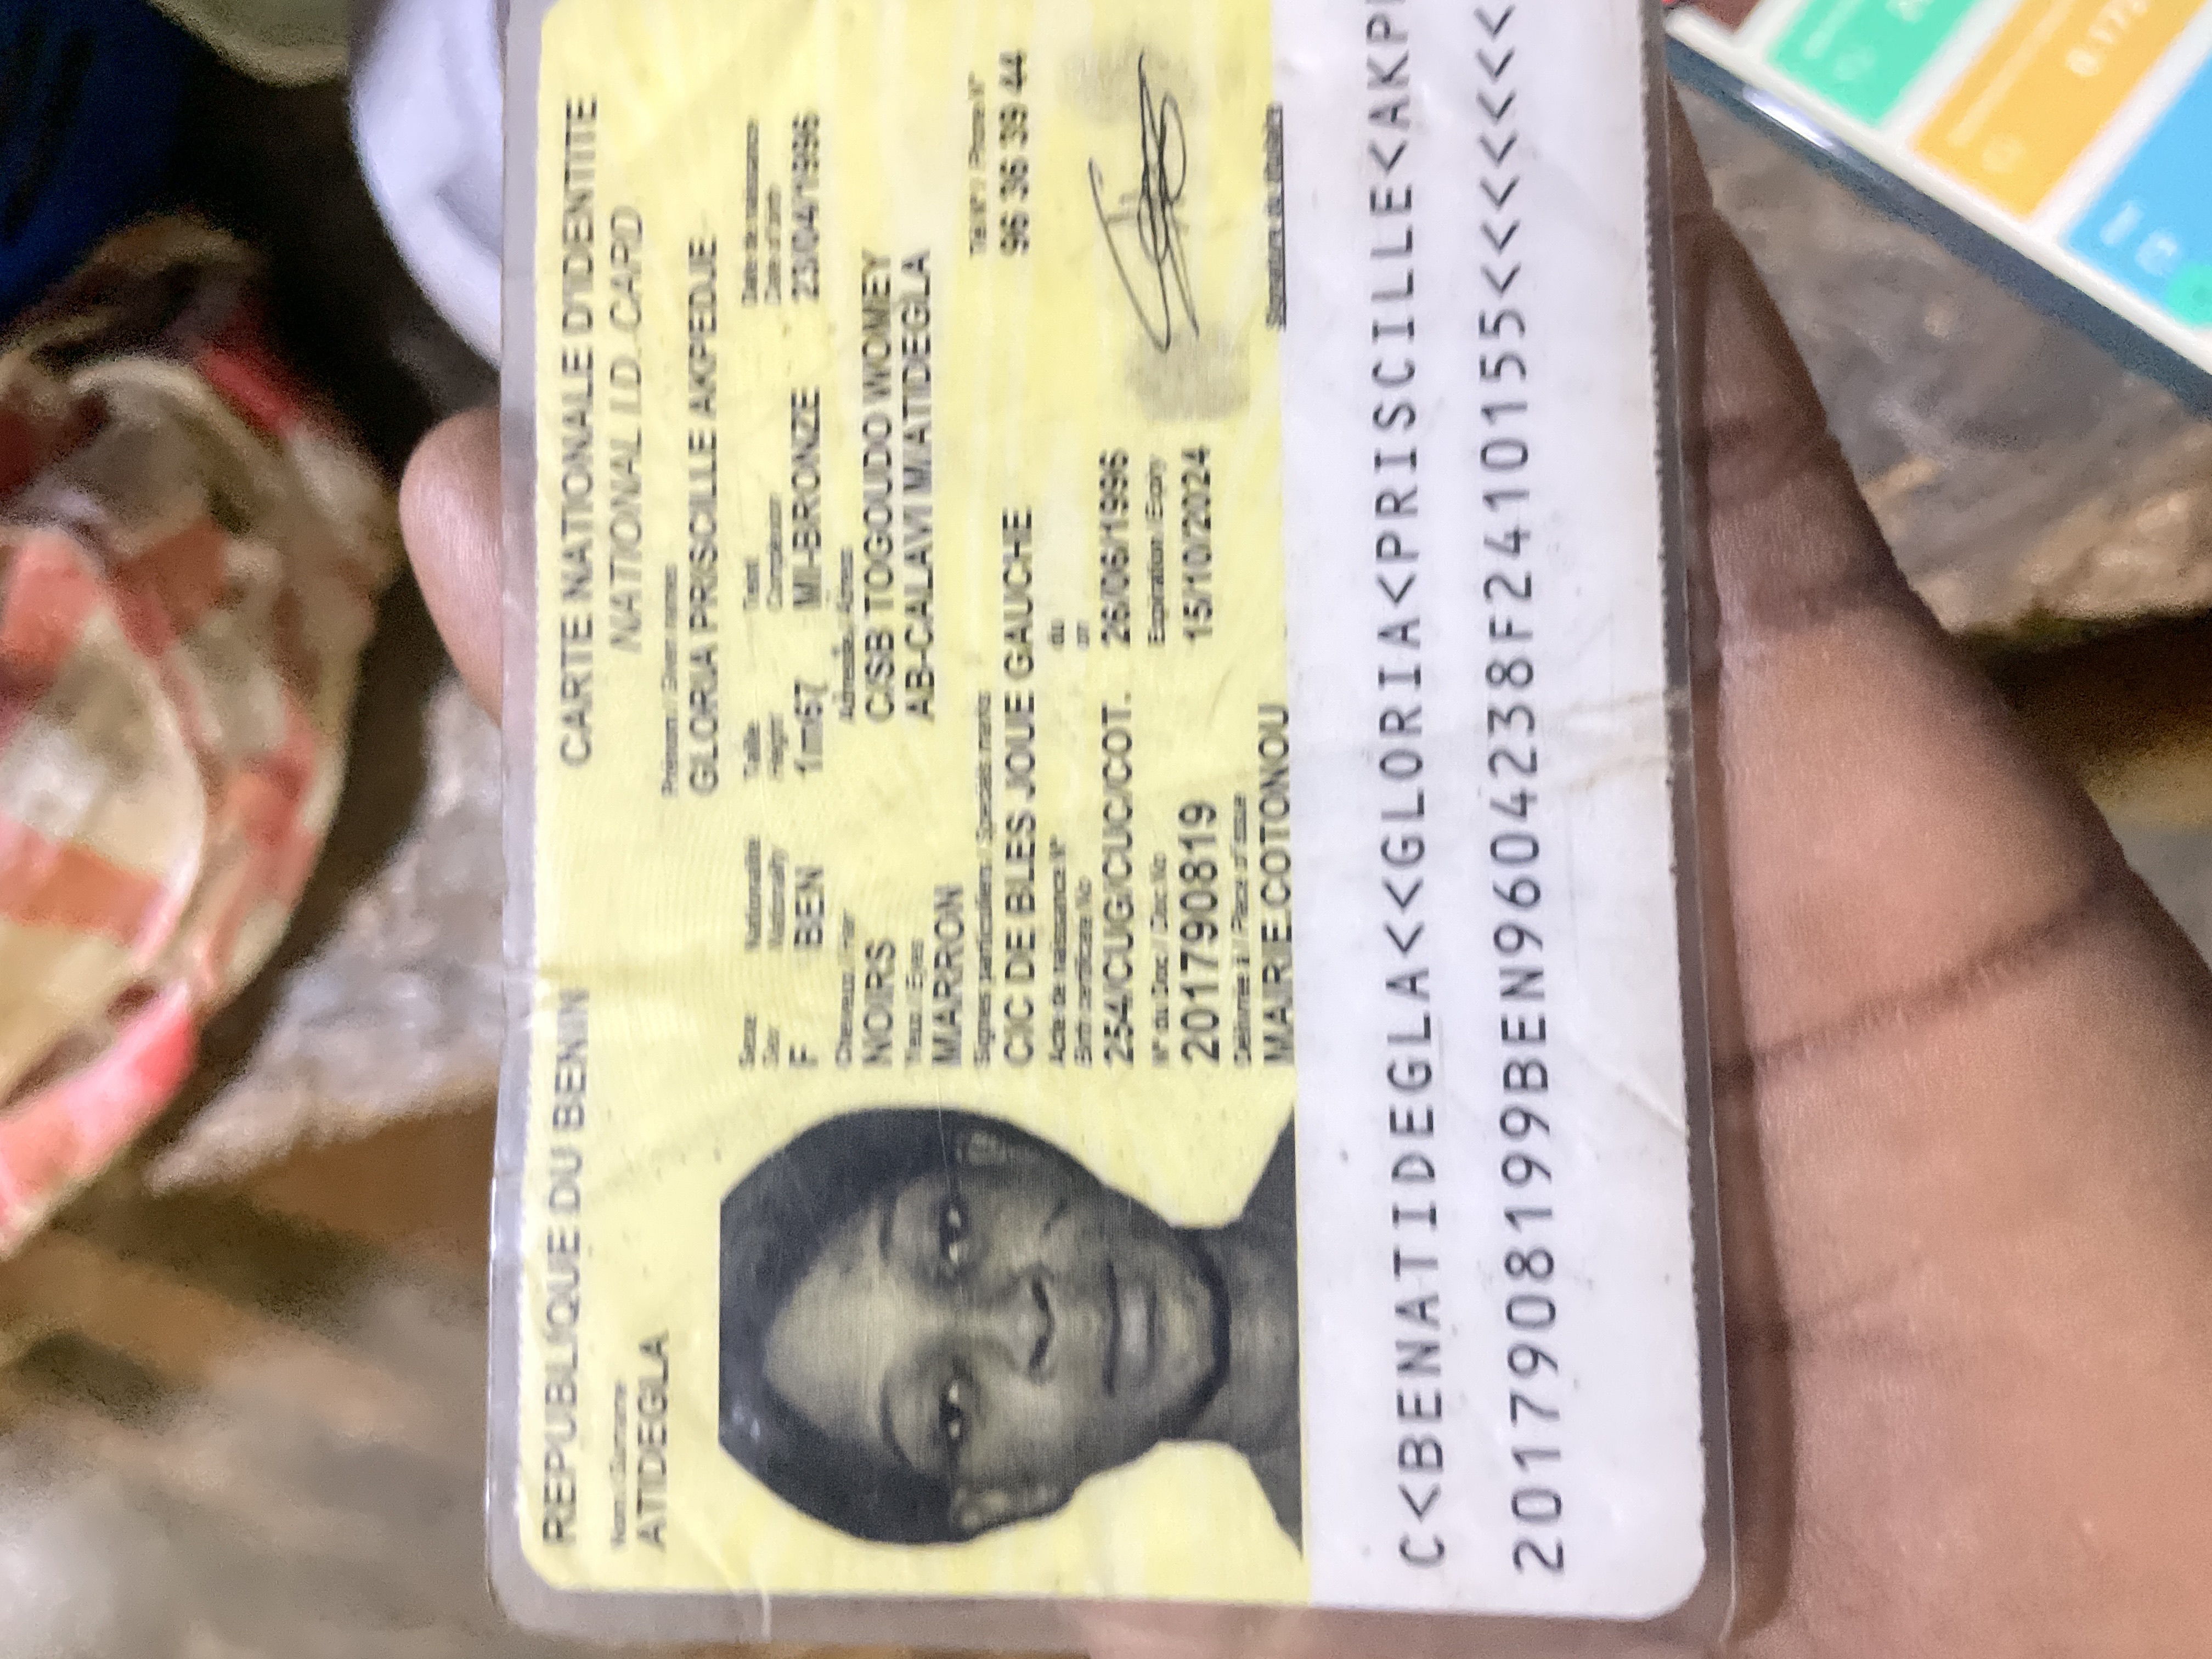 REPUBLIQUE DU BENIN
CARTE NATIONALE D'IDENTITE
NATIONAL I.D. CARD
Nom / Surname
ATIDEGLA
Prénom / Given names
GLORIA PRISCILLE AKPEDJE
Sexe Nationalité Taille Teint Date de naissance
Sex Nationality Heigh Complexion Date of birth
F BEN 1m67 MI-BRONZE 23/04/1996
Cheveux / Hair Adresse / Adress
NOIRS C/SB TOGOUDO WOMEY
Yeux / Eyes AB-CALAVI M/ATIDEGLA
MARRON
Signes particuliers / Specials marks Tél N° / Phone N°
CIC DE BLES JOUE GAUCHE 96 36 39 44
Acte de naissance N° du
Birth certificate No on
254/CUG/CUC/COT. 26/06/1996
N° du Doc / Doc No Expiration / Expiry
201790819 15/10/2024
Délivrée à / Place of issue
MAIRIE.COTONOU Signature du titulaire
C<BENATIDEGLA<<GLORIA<PRISCILLE<AKP
2017908199BEN9604238F2410155<<<<<<<